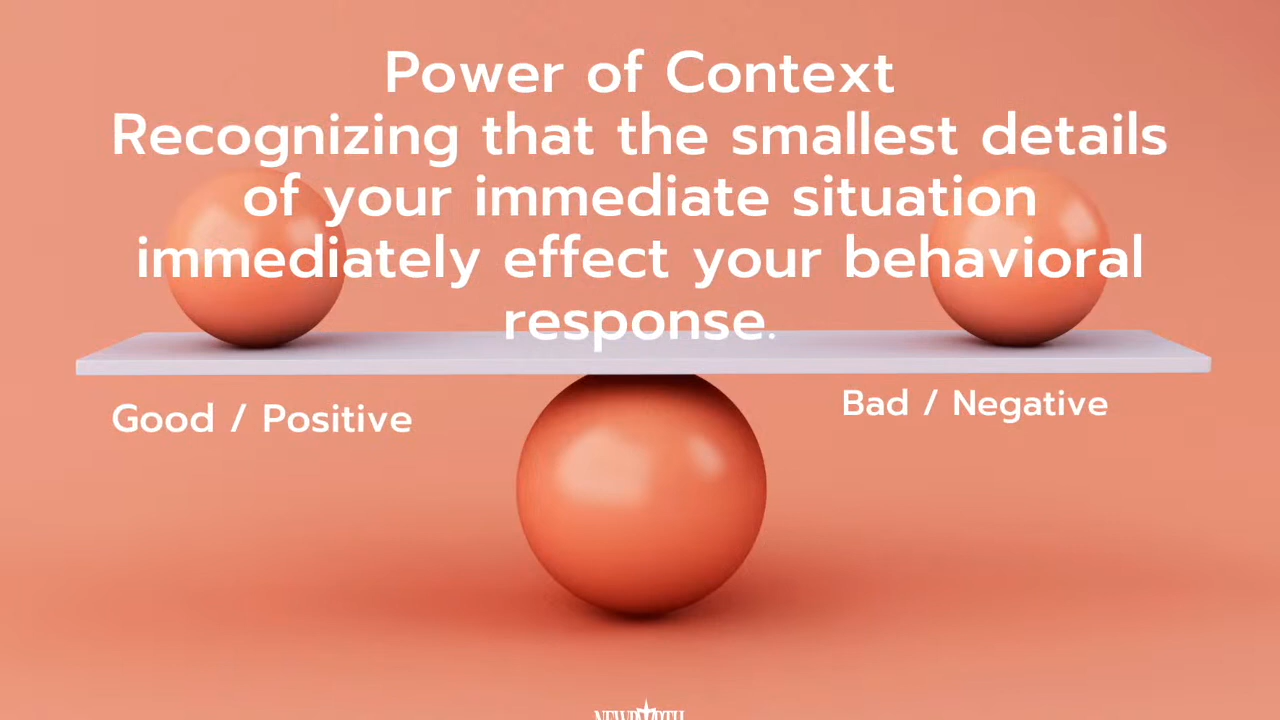 Power of Context
Recognizing that the smallest details
of your immediate situation
immediately effect your behavioral
response.
Good / Positive
Bad / Negative